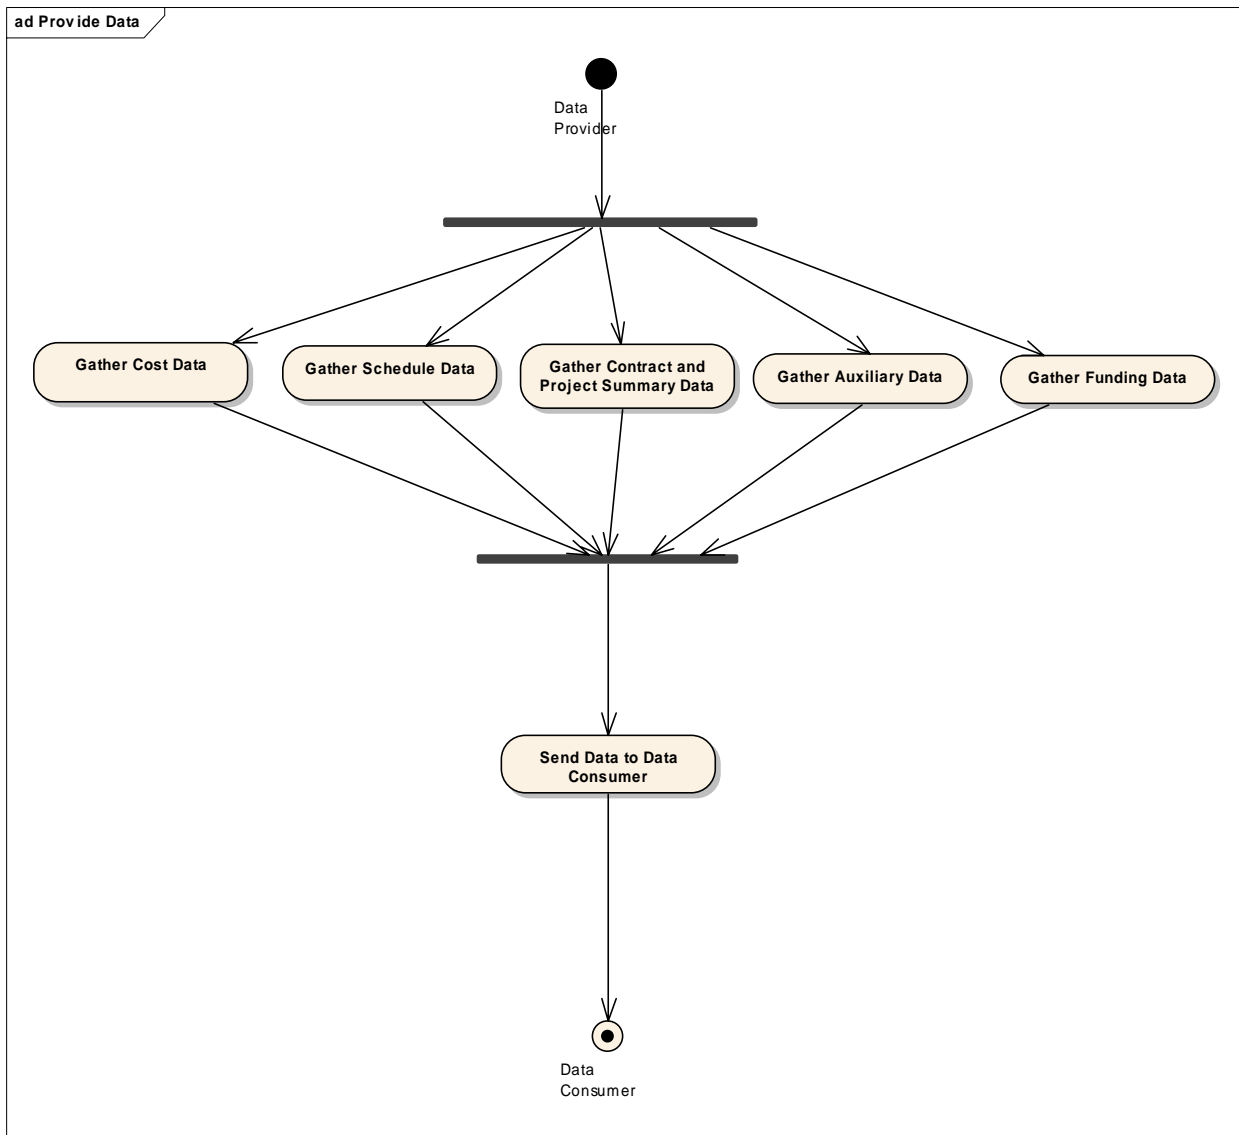 ad Provide Data
Data
Provider
Gather Cost Data
Gather Schedule Data
Gather Contract and
Project Summary Data
Gather Auxiliary Data
Gather Funding Data
Send Data to Data
Consumer
Data
Consumer